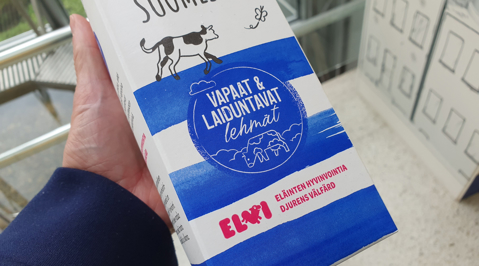 VAPAAT &
LAIDUNTAVAT
lehmät
ELVI
ELÄINTEN HYVINVOINTIA
DJURENS VÄLFÄRD